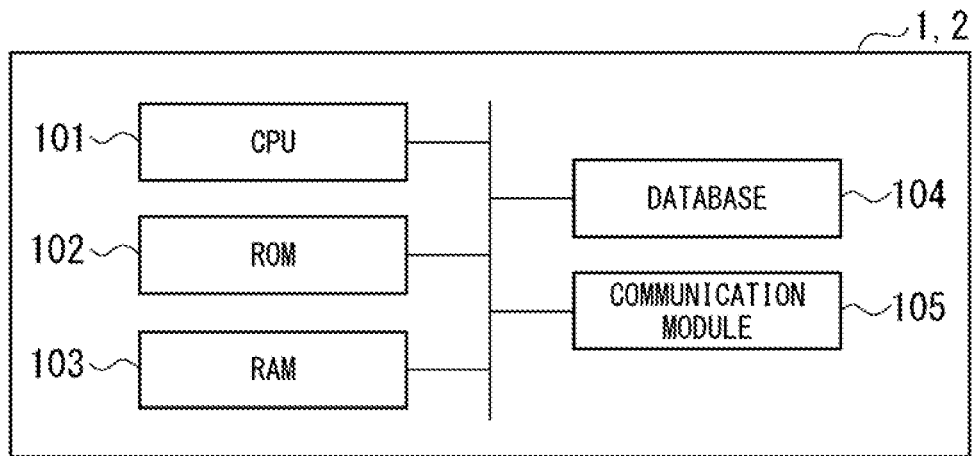 1, 2
101
CPU
DATABASE
104
102
ROM
COMMUNICATION
MODULE
105
103
RAM